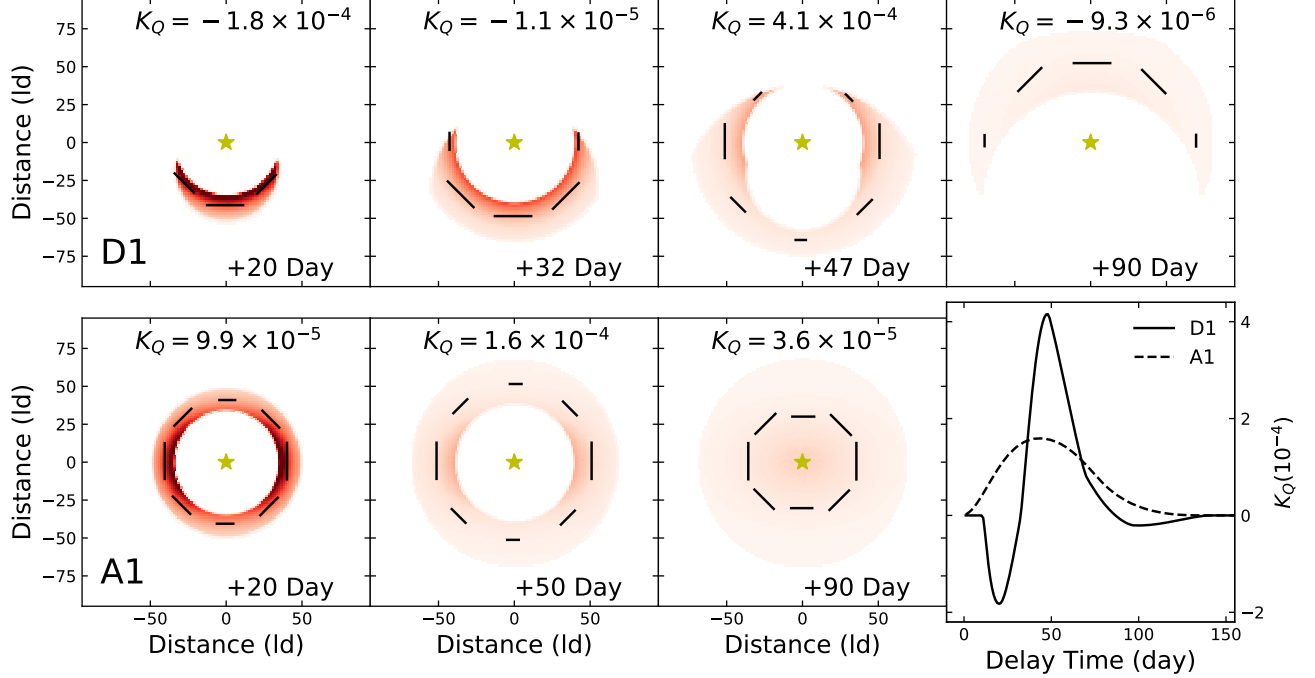 K_Q = −1.8 × 10⁻⁴
K_Q = −1.1 × 10⁻⁵
K_Q = 4.1 × 10⁻⁴
K_Q = −9.3 × 10⁻⁶
75
50
25
0
−25
−50
−75
Distance (ld)
D1
+20 Day
+32 Day
+47 Day
+90 Day
K_Q = 9.9 × 10⁻⁵
K_Q = 1.6 × 10⁻⁴
K_Q = 3.6 × 10⁻⁵
75
50
25
0
−25
−50
−75
Distance (ld)
A1
+20 Day
+50 Day
+90 Day
−50 0 50
−50 0 50
−50 0 50
Distance (ld)
Distance (ld)
Distance (ld)
D1
A1
4
2
0
−2
K_Q(10⁻⁴)
0 50 100 150
Delay Time (day)